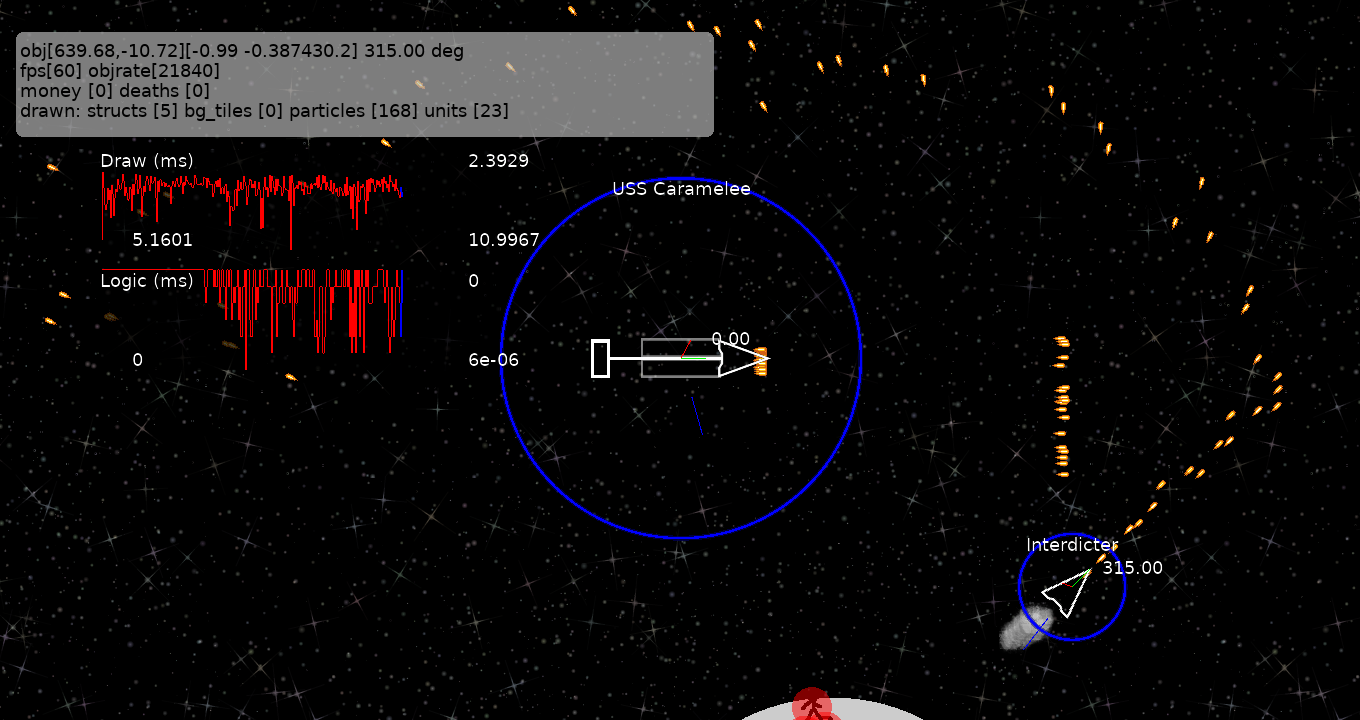 obj[639.68,-10.72][-0.99 -0.387430.2] 315.00 deg
fps[60] objrate[21840]
money [0] deaths [0]
drawn: structs [5] bg_tiles [0] particles [168] units [23]
Draw (ms)
2.3929
USS Caramelee
5.1601
10.9967
Logic (ms)
0
0.00
0
6e-06
Interdicter
315.00